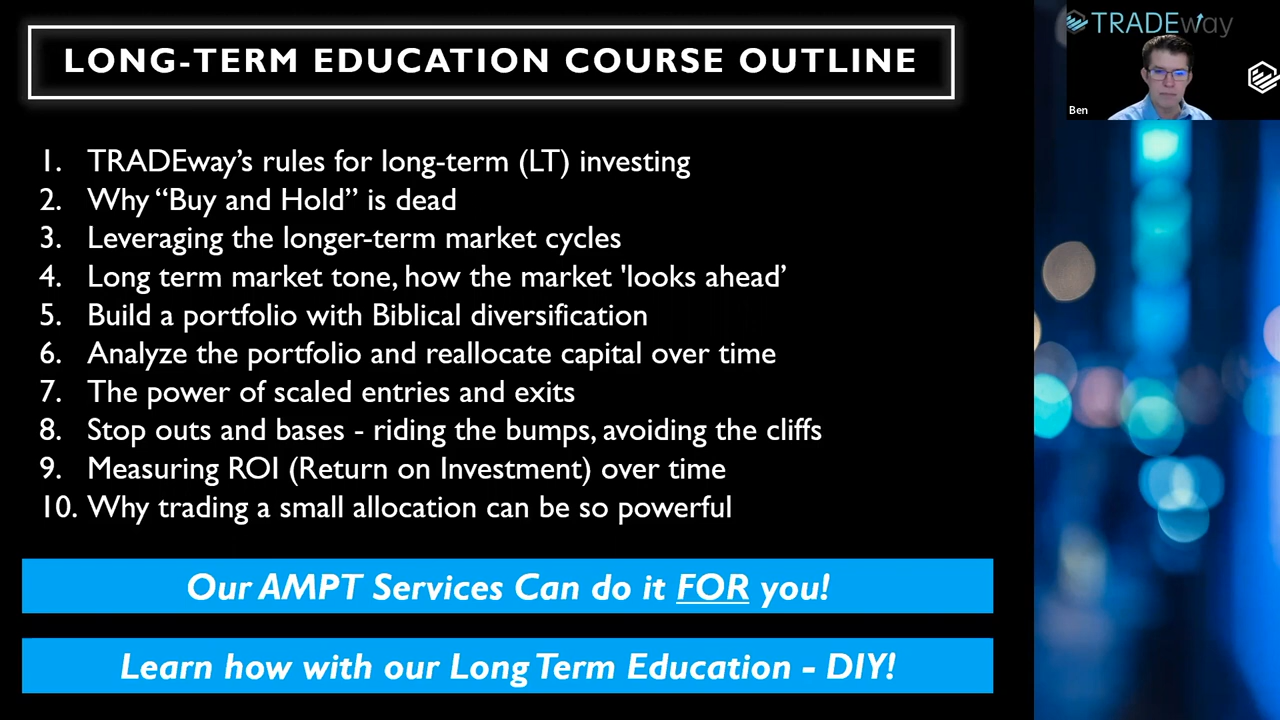 LONG-TERM EDUCATION COURSE OUTLINE
TRADEway
Ben
1. TRADEway’s rules for long-term (LT) investing
2. Why “Buy and Hold” is dead
3. Leveraging the longer-term market cycles
4. Long term market tone, how the market 'looks ahead’
5. Build a portfolio with Biblical diversification
6. Analyze the portfolio and reallocate capital over time
7. The power of scaled entries and exits
8. Stop outs and bases - riding the bumps, avoiding the cliffs
9. Measuring ROI (Return on Investment) over time
10. Why trading a small allocation can be so powerful
Our AMPT Services Can do it FOR you!
Learn how with our Long Term Education - DIY!